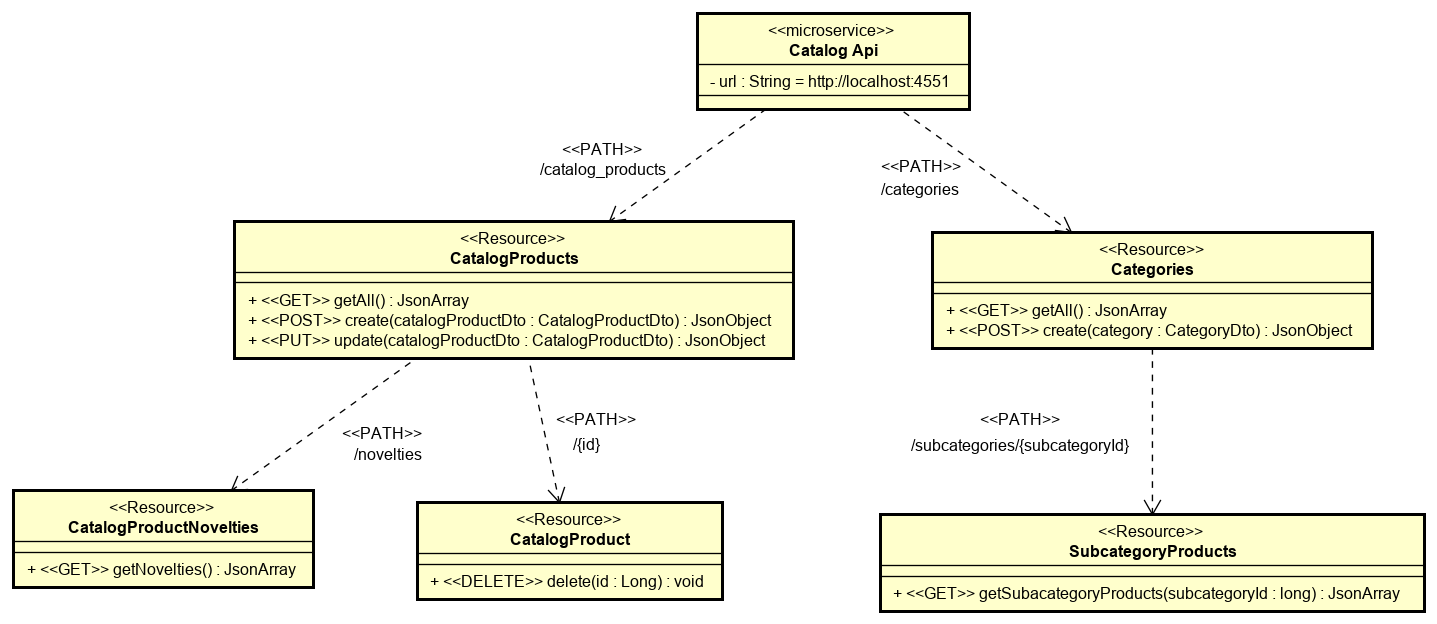 <<microservice>>
Catalog Api
- url : String = http://localhost:4551
<<PATH>>
/catalog_products
<<PATH>>
/categories
<<Resource>>
CatalogProducts
+ <<GET>> getAll() : JsonArray
+ <<POST>> create(catalogProductDto : CatalogProductDto) : JsonObject
+ <<PUT>> update(catalogProductDto : CatalogProductDto) : JsonObject
<<Resource>>
Categories
+ <<GET>> getAll() : JsonArray
+ <<POST>> create(category : CategoryDto) : JsonObject
<<PATH>>
/novelties
<<PATH>>
/{id}
<<PATH>>
/subcategories/{subcategoryId}
<<Resource>>
CatalogProductNovelties
+ <<GET>> getNovelties() : JsonArray
<<Resource>>
CatalogProduct
+ <<DELETE>> delete(id : Long) : void
<<Resource>>
SubcategoryProducts
+ <<GET>> getSubacategoryProducts(subcategoryId : long) : JsonArray